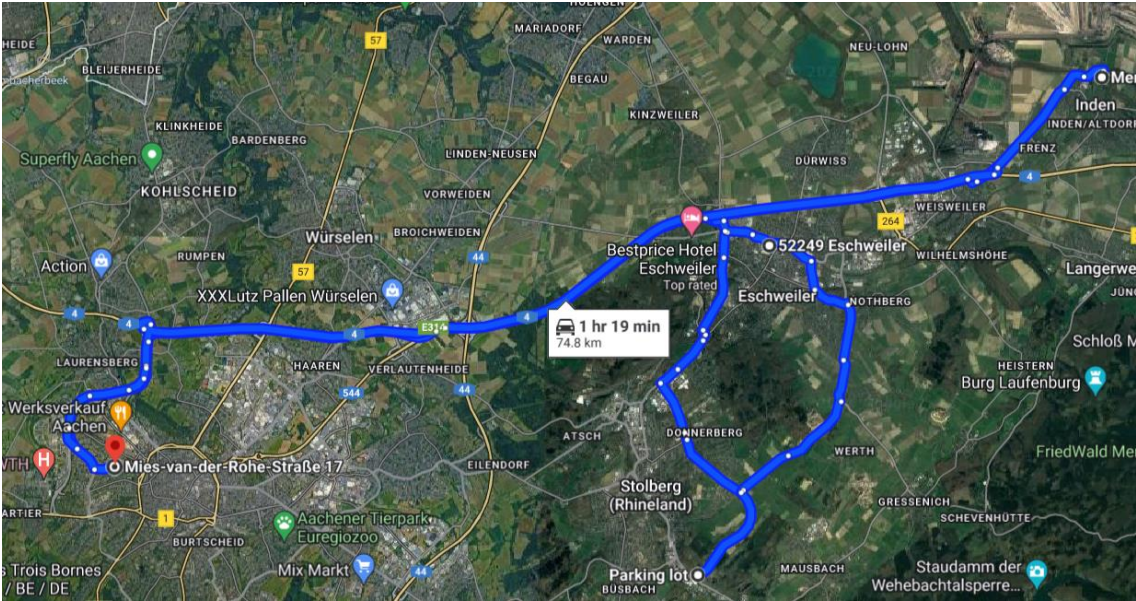 HOENGEN
MARIADORF
57
WARDEN
HEIDE
NEU-LOHN
BLEIJERHEIDE
BEGAU
Mer
Inden
KINZWEILER
INDEN/ALTDORF
KLINKHEIDE
BARDENBERG
FRENZ
Superfly Aachen
LINDEN-NEUSEN
DÜRWISS
4
KOHLSCHEID
VORWEIDEN
WEISWEILER
264
Würselen
BROICHWEIDEN
Bestprice Hotel
Eschweiler
Top rated
52249 Eschweiler
WILHELMSHÖHE
RUMPEN
44
Action
57
Langerwe
XXXLutz Pallen Würselen
Eschweiler
NOTHBERG
JÜNG
4
4
4
E314
4
1 hr 19 min
74.8 km
Schloß M
LAURENSBERG
HAAREN
VERLAUTENHEIDE
HEISTERN
Burg Laufenburg
544
44
t Werksverkauf
Aachen
ATSCH
DONNERBERG
WERTH
FriedWald Mer
WTH
Mies-van-der-Rohe-Straße 17
EILENDORF
Stolberg
(Rhineland)
GRESSENICH
ARTIER
1
Aachener Tierpark
Euregiozoo
SCHEVENHÜTTE
BURTSCHEID
s Trois Bornes
/ BE / DE
Mix Markt
44
Parking lot
MAUSBACH
Staudamm der
Wehebachtalsperre...
BÜSBACH